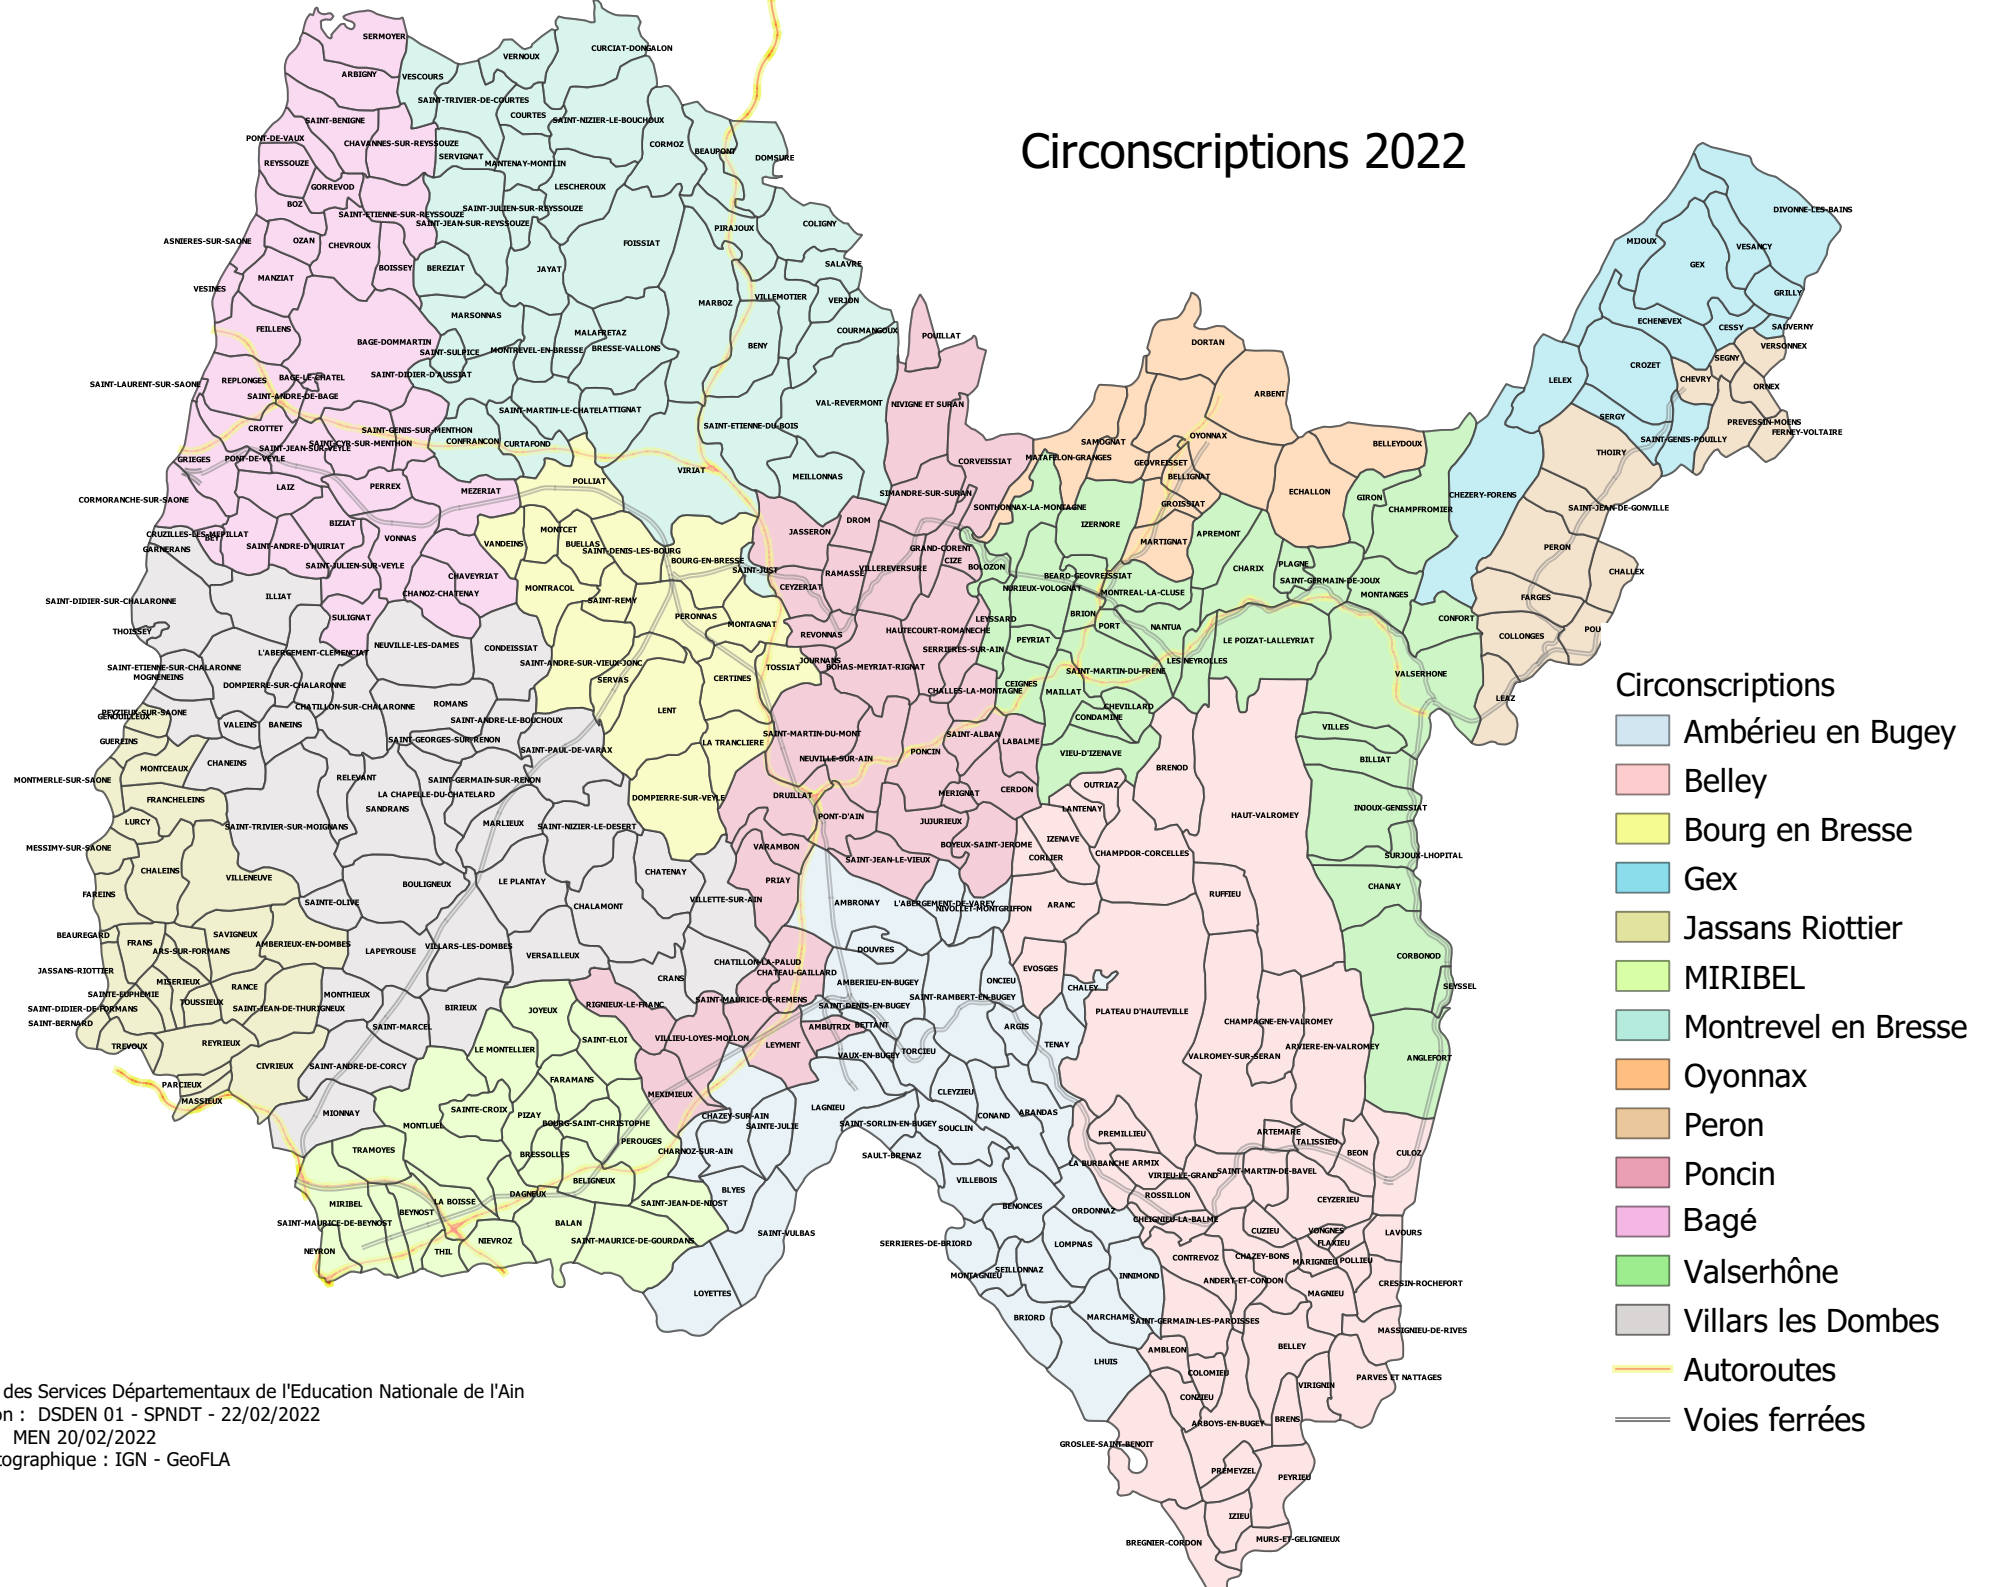 Circonscriptions 2022
SERMOYER
ARBIGNY
VESCOURS
VERNOUX
CURCIAT-DONGALON
SAINT-TRIVIER-DE-COURTES
COURTES
SAINT-NIZIER-LE-BOUCHOUX
SAINT-BENIGNE
PONT-DE-VAUX
CHAVANNES-SUR-REYSSOUZE
REYSSOUZE
SERVIGNAT
MANTENAY-MONTLIN
CORMOZ
BEAUPONT
DOMSURE
GORREVOD
LESCHEROUX
BOZ
SAINT-ETIENNE-SUR-REYSSOUZE
SAINT-JULIEN-SUR-REYSSOUZE
SAINT-JEAN-SUR-REYSSOUZE
PIRAJOUX
COLIGNY
ASNIERES-SUR-SAONE
OZAN
CHEVROUX
FOISSIAT
BOISSEY
BEREZIAT
JAYAT
SALAVRE
MANZIAT
VESINES
MARBOZ
VILLEMOTIER
VERJON
FEILLENS
MARSONNAS
MALAFRETAZ
COURMANGOUX
BAGE-DOMMARTIN
SAINT-SULPICE
MONTREVEL-EN-BRESSE
BRESSE-VALLONS
BENY
POUILLAT
SAINT-LAURENT-SUR-SAONE
REPLONGES
BAGE-LE-CHATEL
SAINT-DIDIER-D'AUSSIAT
SAINT-ANDRE-DE-BAGE
SAINT-MARTIN-LE-CHATEL
ATTIGNAT
VAL-REVERMONT
NIVIGNE ET SURAN
CROTTET
SAINT-GENIS-SUR-MENTHON
SAINT-ETIENNE-DU-BOIS
SAINT-JEAN-SUR-VEYLE
SAINT-CYR-SUR-MENTHON
CONFRANCON
CURTAFOND
GRIEGES
PONT-DE-VEYLE
VIRIAT
MEILLONNAS
CORVEISSIAT
LAIZ
PERREX
MEZERIAT
POLLIAT
SIMANDRE-SUR-SURAN
CORMORANCHE-SUR-SAONE
CRUZILLES-LES-MEPILLAT
BEY
BIZIAT
VONNAS
VANDEINS
MONTCET
BUELLAS
SAINT-DENIS-LES-BOURG
BOURG-EN-BRESSE
JASSERON
DROM
GARNERANS
SAINT-ANDRE-D'HUIRIAT
SAINT-JULIEN-SUR-VEYLE
CHAVEYRIAT
CHANOZ-CHATENAY
MONTRACOL
SAINT-JUST
CEYZERIAT
RAMASSE
VILLEREVERSURE
GRAND-CORENT
CIZE
BOLOZON
SAINT-DIDIER-SUR-CHALARONNE
ILLIAT
SULIGNAT
SAINT-REMY
PERONNAS
MONTAGNAT
REVONNAS
HAUTECOURT-ROMANECHE
LEYSSARD
THOISSEY
L'ABERGEMENT-CLEMENCIAT
NEUVILLE-LES-DAMES
CONDEISSIAT
SAINT-ANDRE-SUR-VIEUX-JONC
SERVAS
TOSSIAT
JOURNANS
BOHAS-MEYRIAT-RIGNAT
SERRIERES-SUR-AIN
SAINT-ETIENNE-SUR-CHALARONNE
MOGNENEINS
DOMPIERRE-SUR-CHALARONNE
CERTINES
CHALLES-LA-MONTAGNE
PEYZIEUX-SUR-SAONE
GENOUILLEUX
CHATILLON-SUR-CHALARONNE
ROMANS
LENT
SAINT-ANDRE-LE-BOUCHOUX
VALEINS
BANEINS
SAINT-GEORGES-SUR-RENON
SAINT-PAUL-DE-VARAX
LA TRANCLIERE
SAINT-MARTIN-DU-MONT
SAINT-ALBAN
LABALME
GUEREINS
MONTCEAUX
CHANEINS
NEUVILLE-SUR-AIN
PONCIN
MONTMERLE-SUR-SAONE
RELEVANT
SAINT-GERMAIN-SUR-RENON
LA CHAPELLE-DU-CHATELARD
SANDRANS
FRANCHELEINS
DOMPIERRE-SUR-VEYLE
DRUILLAT
MERIGNAT
CERDON
LURCY
SAINT-TRIVIER-SUR-MOIGNANS
MARLIEUX
SAINT-NIZIER-LE-DESERT
PONT-D'AIN
JUJURIEUX
MESSIMY-SUR-SAONE
VARAMBON
SAINT-JEAN-LE-VIEUX
BOYEUX-SAINT-JEROME
CHALEINS
VILLENEUVE
BOULIGNEUX
LE PLANTAY
CHATENAY
PRIAY
FAREINS
SAINTE-OLIVE
CHALAMONT
VILLETTE-SUR-AIN
AMBRONAY
L'ABERGEMENT-DE-VAREY
NIVOLLET-MONTGRIFFON
BEAUREGARD
FRANS
SAVIGNEUX
ARS-SUR-FORMANS
AMBERIEUX-EN-DOMBES
LAPEYROUSE
VILLARS-LES-DOMBES
VERSAILLEUX
DOUVRES
JASSANS-RIOTTIER
CHATILLON-LA-PALUD
CHATEAU-GAILLARD
CRANS
MISERIEUX
SAINTE-EUPHEMIE
RANCE
TOUSSIEUX
MONTHIEUX
AMBERIEU-EN-BUGEY
ONCIEU
SAINT-DIDIER-DE-FORMANS
SAINT-JEAN-DE-THURIGNEUX
BIRIEUX
JOYEUX
RIGNIEUX-LE-FRANC
SAINT-MAURICE-DE-REMENS
SAINT-DENIS-EN-BUGEY
SAINT-RAMBERT-EN-BUGEY
SAINT-BERNARD
SAINT-MARCEL
TREVOUX
REYRIEUX
LE MONTELLIER
SAINT-ELOI
VILLIEU-LOYES-MOLLON
LEYMENT
AMBUTRIX
BETTANT
ARGIS
CIVRIEUX
SAINT-ANDRE-DE-CORCY
VAUX-EN-BUGEY
TORCIEU
TENAY
PARCIEUX
MASSIEUX
MIONNAY
FARAMANS
MEXIMIEUX
SAINTE-CROIX
PIZAY
BOURG-SAINT-CHRISTOPHE
MONTLUEL
PEROUGES
CHAZEY-SUR-AIN
SAINTE-JULIE
LAGNIEU
CLEYZIEU
CONAND
ARANDAS
SAINT-SORLIN-EN-BUGEY
SOUCLIN
TRAMOYES
BRESSOLLES
CHARNOZ-SUR-AIN
SAULT-BRENAZ
BELIGNEUX
MIRIBEL
LA BOISSE
DAGNEUX
BEYNOST
SAINT-JEAN-DE-NIOST
BLYES
VILLEBOIS
BENONCES
ORDONNAZ
SAINT-MAURICE-DE-BEYNOST
BALAN
NEYRON
THIL
NIEVROZ
SAINT-MAURICE-DE-GOURDANS
SAINT-VULBAS
LOYETTES
SERRIERES-DE-BRIORD
LOMPNAS
MONTAGNIEU
SEILLONNAZ
INNIMOND
BRIORD
MARCHAMP
LHUIS
DORTAN
ARBENT
SAMOGNAT
OYONNAX
MATAFELON-GRANGES
GEOVREISSET
BELLIGNAT
BELLEYDOUX
ECHALLON
GIRON
CHAMPFROMIER
SONTHONNAX-LA-MONTAGNE
IZERNORE
GROISSIAT
MARTIGNAT
APREMONT
CHARIX
PLAGNE
SAINT-GERMAIN-DE-JOUX
MONTANGES
BEARD-GEOVREISSIAT
NURIEUX-VOLOGNAT
MONTREAL-LA-CLUSE
BRION
PORT
NANTUA
LE POIZAT-LALLEYRIAT
CONFORT
PEYRIAT
LES NEYROLLES
SAINT-MARTIN-DU-FRENE
CEIGNES
MAILLAT
VALSERHONE
CHEVILLARD
CONDAMINE
VIEU-D'IZENAVE
VILLES
BILLIAT
INJOUX-GENISSIAT
SURJOUX-LHOPITAL
CHANAY
CORBONOD
SEYSSEL
ANGLEFORT
BRENOD
OUTRIAZ
LANTENAY
IZENAVE
CORLIER
CHAMPDOR-CORCELLES
HAUT-VALROMEY
ARANC
RUFFIEU
EVOSGES
CHALEY
PLATEAU D'HAUTEVILLE
CHAMPAGNE-EN-VALROMEY
VALROMEY-SUR-SERAN
ARVIERE-EN-VALROMEY
PREMILLIEU
ARTEMARE
TALISSIEU
BEON
CULOZ
LA BURBANCHE
ARMIX
VIRIEU-LE-GRAND
SAINT-MARTIN-DE-BAVEL
ROSSILLON
CEYZERIEU
CHEIGNIEU-LA-BALME
CUZIEU
VONGNES
FLAXIEU
LAVOURS
CONTREVOZ
CHAZEY-BONS
MARIGNIEU
POLLIEU
ANDERT-ET-CONDON
MAGNIEU
CRESSIN-ROCHEFORT
SAINT-GERMAIN-LES-PAROISSES
MASSIGNIEU-DE-RIVES
AMBLEON
BELLEY
COLOMIEU
CONZIEU
VIRIGNIN
PARVES ET NATTAGES
ARBOYS-EN-BUGEY
BRENS
GROSLEE-SAINT-BENOIT
PREMEYZEL
PEYRIEU
IZIEU
BREGNIER-CORDON
MURS-ET-GELIGNIEUX
DIVONNE-LES-BAINS
MIJOUX
VESANCY
GEX
GRILLY
ECHENEVEX
CESSY
SAUVERNY
VERSONNEX
SEGNY
CROZET
CHEVRY
LELEX
ORNEX
SERGY
PREVESSIN-MOENS
FERNEY-VOLTAIRE
SAINT-GENIS-POUILLY
THOIRY
CHEZERY-FORENS
SAINT-JEAN-DE-GONVILLE
PERON
CHALLEX
FARGES
COLLONGES
POU
LEAZ
Circonscriptions
Ambérieu en Bugey
Belley
Bourg en Bresse
Gex
Jassans Riottier
MIRIBEL
Montrevel en Bresse
Oyonnax
Peron
Poncin
Bagé
Valserhône
Villars les Dombes
Autoroutes
Voies ferrées
des Services Départementaux de l'Education Nationale de l'Ain
on : DSDEN 01 - SPNDT - 22/02/2022
MEN 20/02/2022
tographique : IGN - GeoFLA